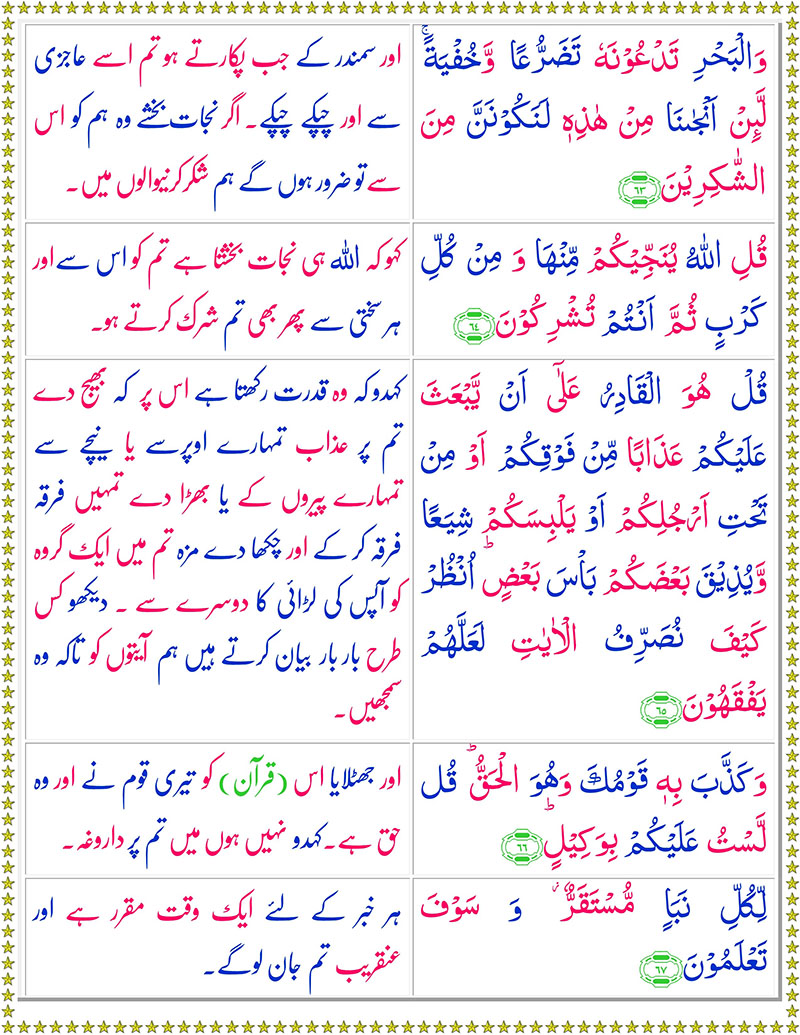 وَالْبَحْرِ تَدْعُوْنَهٗ تَضَرُّعًا وَّخُفْيَةً ۚ
لَّئِنْ اَنْجٰىنَا مِنْ هٰذِهٖ لَنَكُوْنَنَّ مِنَ
الشّٰكِرِيْنَ ﴿٦٣﴾
اور سمندر کے جب پکارتے ہو تم اسے عاجزی
سے اور چپکے چپکے۔ اگر نجات بخشے وہ ہم کو اس
سے تو ضرور ہوں گے ہم شکر کرنیوالوں میں۔
قُلِ اللّٰهُ يُنَجِّيْكُمْ مِّنْهَا وَ مِنْ كُلِّ
كَرْبٍ ثُمَّ اَنْتُمْ تُشْرِكُوْنَ ﴿٦٤﴾
کہو کہ اللہ ہی نجات بخشتا ہے تم کو اس سے اور
ہر سختی سے پھر بھی تم شرک کرتے ہو۔
قُلْ هُوَ الْقَادِرُ عَلٰٓى اَنْ يَّبْعَثَ
عَلَيْكُمْ عَذَابًا مِّنْ فَوْقِكُمْ اَوْ مِنْ
تَحْتِ اَرْجُلِكُمْ اَوْ يَلْبِسَكُمْ شِيَعًا
وَّيُذِيْقَ بَعْضَكُمْ بَاْسَ بَعْضٍ ؕ اُنْظُرْ
كَيْفَ نُصَرِّفُ الْاٰيٰتِ لَعَلَّهُمْ
يَفْقَهُوْنَ ﴿٦٥﴾
کہدو کہ وہ قدرت رکھتا ہے اس پر کہ بھیج دے
تم پر عذاب تمہارے اوپر سے یا نیچے سے
تمہارے پیروں کے یا بھڑا دے تمہیں فرقہ
فرقہ کر کے اور چکھا دے مزہ تم میں ایک گروہ
کو آپس کی لڑائی کا دوسرے سے ۔ دیکھو کس
طرح بار بار بیان کرتے ہیں ہم آیتوں کو تاکہ وہ
سمجھیں۔
وَكَذَّبَ بِهٖ قَوْمُكَ وَهُوَ الْحَقُّ ؕ قُل
لَّسْتُ عَلَيْكُمْ بِوَكِيْلٍ ؕ ﴿٦٦﴾
اور جھٹلایا اس (قرآن) کو تیری قوم نے اور وہ
حق ہے۔ کہدو نہیں ہوں میں تم پر داروغہ۔
لِّكُلِّ نَبَاٍ مُّسْتَقَرٌّ ۫ وَ سَوْفَ
تَعْلَمُوْنَ ﴿٦٧﴾
ہر خبر کے لئے ایک وقت مقرر ہے اور
عنقریب تم جان لوگے۔